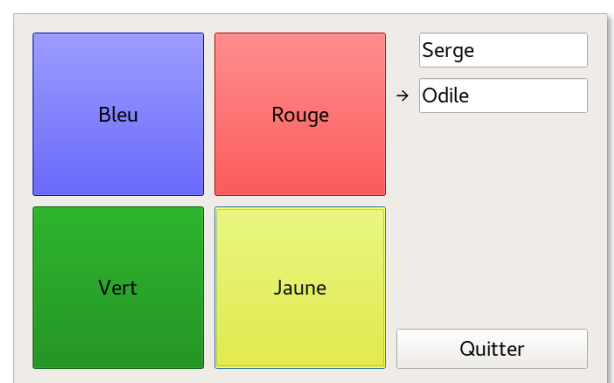 Bleu
Rouge
Serge
→ Odile
Vert
Jaune
Quitter